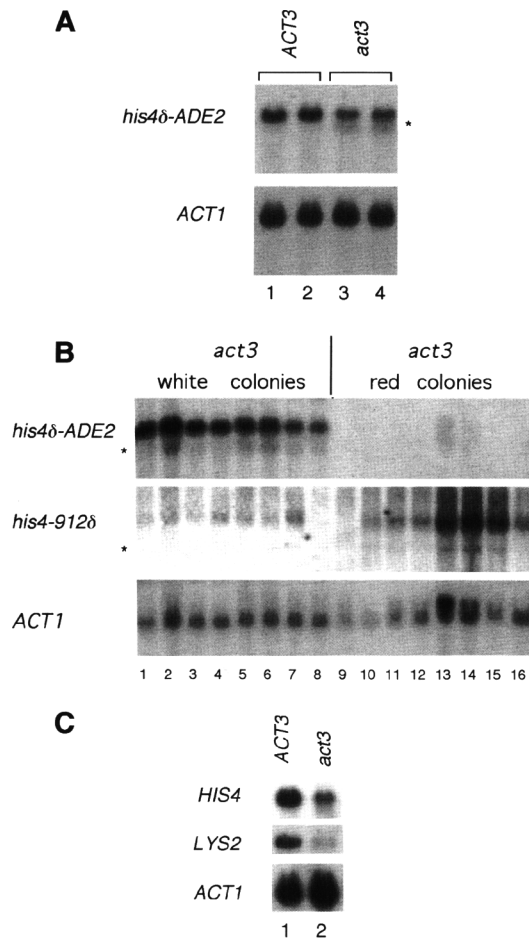 A
ACT3 act3
his4δ-ADE2
*
ACT1
1 2 3 4
B
act3 act3
white colonies red colonies
his4δ-ADE2
*
his4-912δ
*
ACT1
1 2 3 4 5 6 7 8 9 10 11 12 13 14 15 16
C
ACT3 act3
HIS4
LYS2
ACT1
1 2